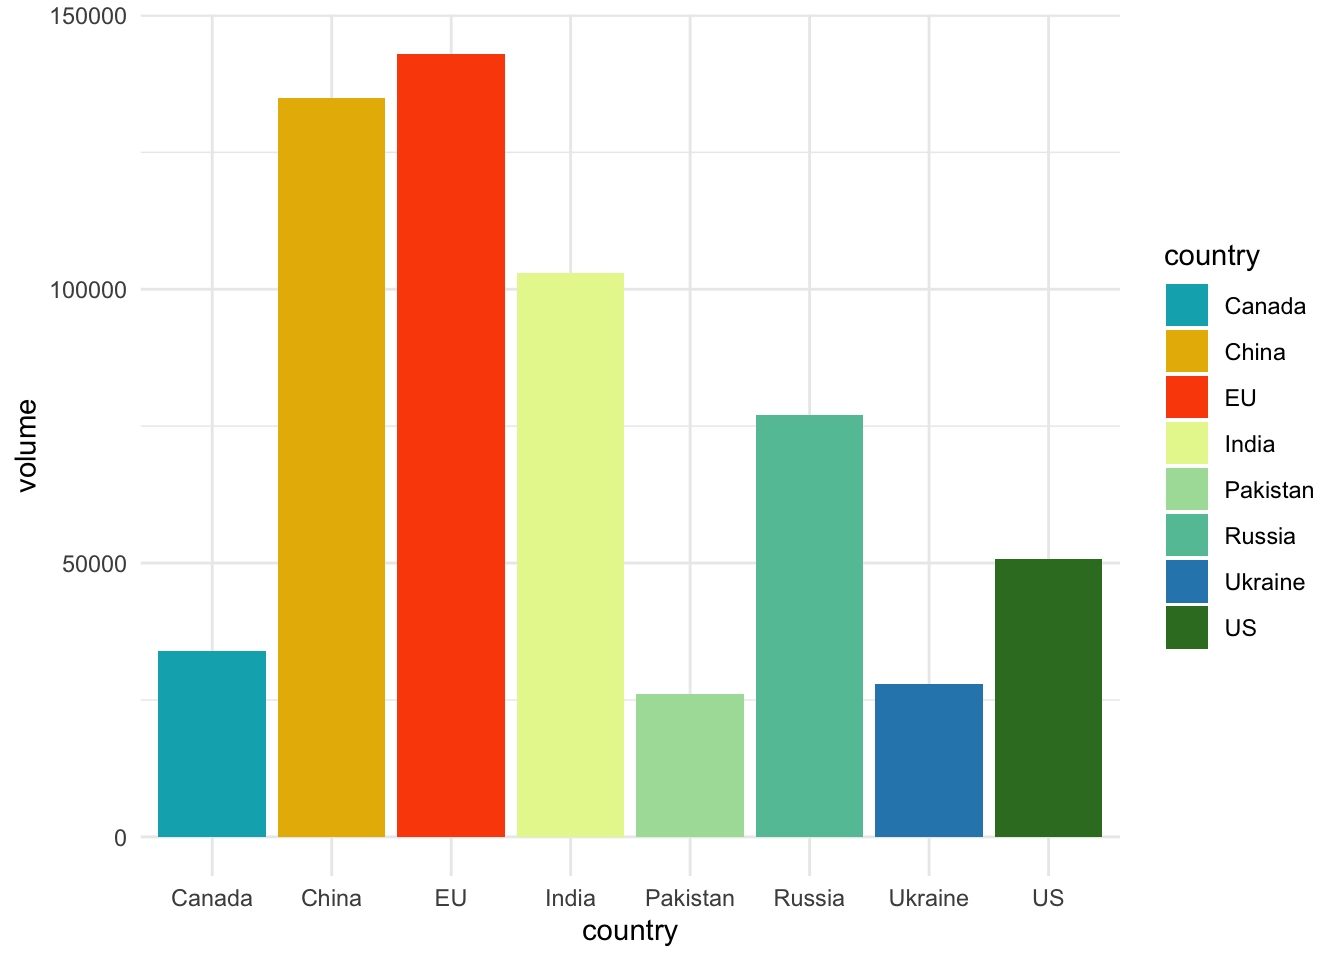 150000
100000
50000
0
volume
Canada
China
EU
India
Pakistan
Russia
Ukraine
US
country
country
Canada
China
EU
India
Pakistan
Russia
Ukraine
US